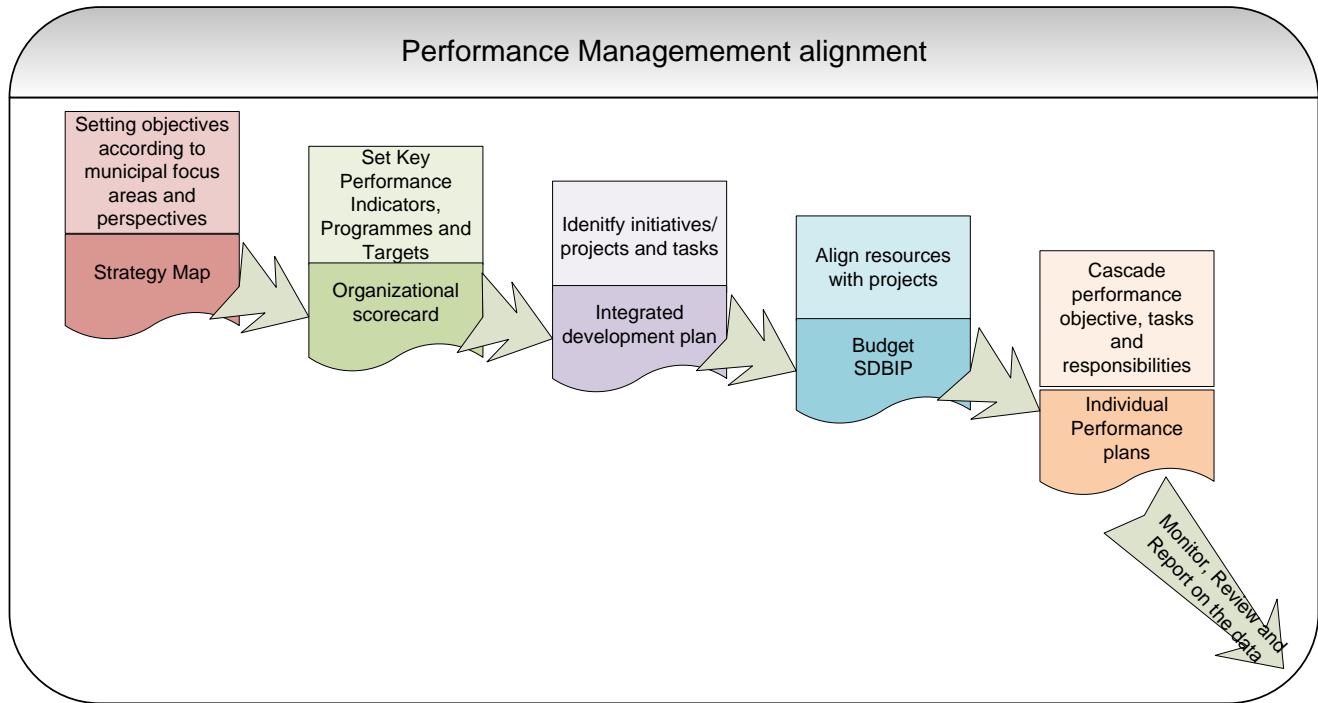 Performance Managemement alignment
Setting objectives
according to
municipal focus
areas and
perspectives
Strategy Map
Set Key
Performance
Indicators,
Programmes and
Targets
Organizational
scorecard
Idenitfy initiatives/
projects and tasks
Integrated
development plan
Align resources
with projects
Budget
SDBIP
Cascade
performance
objective, tasks
and
responsibilities
Individual
Performance
plans
Monitor, Review and
Report on the data